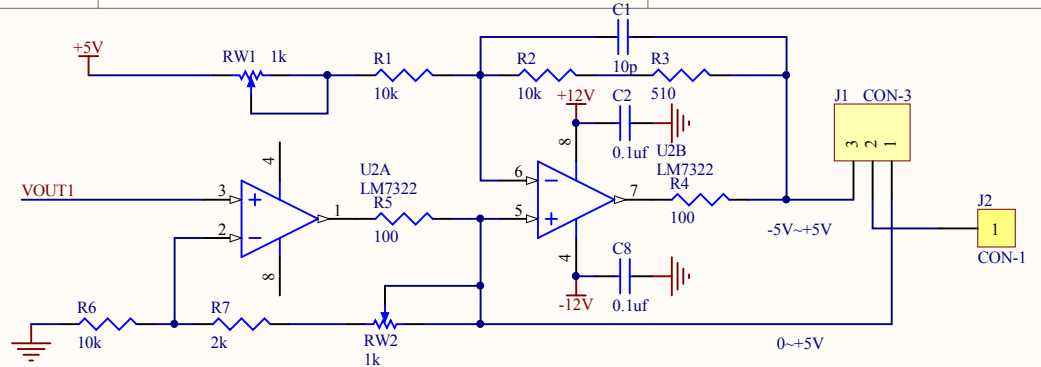 C1
+5V
RW1
1k
R1
R2
10p
R3
10k
10k
510
+12V
C2
J1
CON-3
8
0.1uf
3
2
1
4
U2A
LM7322
U2B
LM7322
6
VOUT1
3
R5
R4
7
J2
1
5
1
2
100
100
-5V~+5V
CON-1
8
4
C8
-12V
0.1uf
R6
R7
10k
2k
RW2
1k
0~+5V